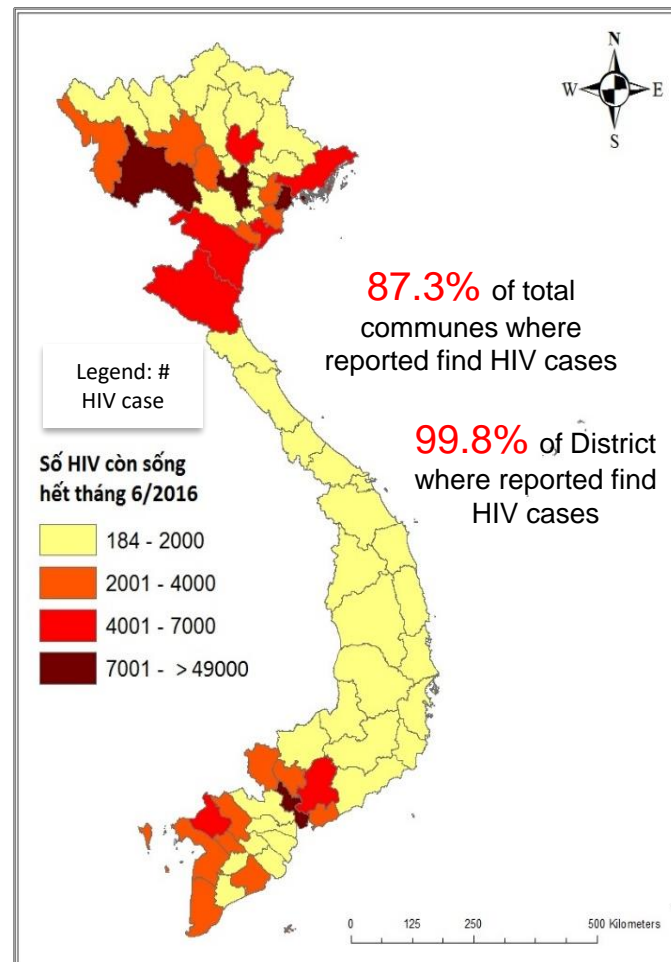 N
W E
S
87.3% of total
communes where
reported find HIV cases
Legend: #
HIV case
99.8% of District
where reported find
HIV cases
Số HIV còn sống
hết tháng 6/2016
184 - 2000
2001 - 4000
4001 - 7000
7001 - > 49000
0 125 250 500 Kilometers